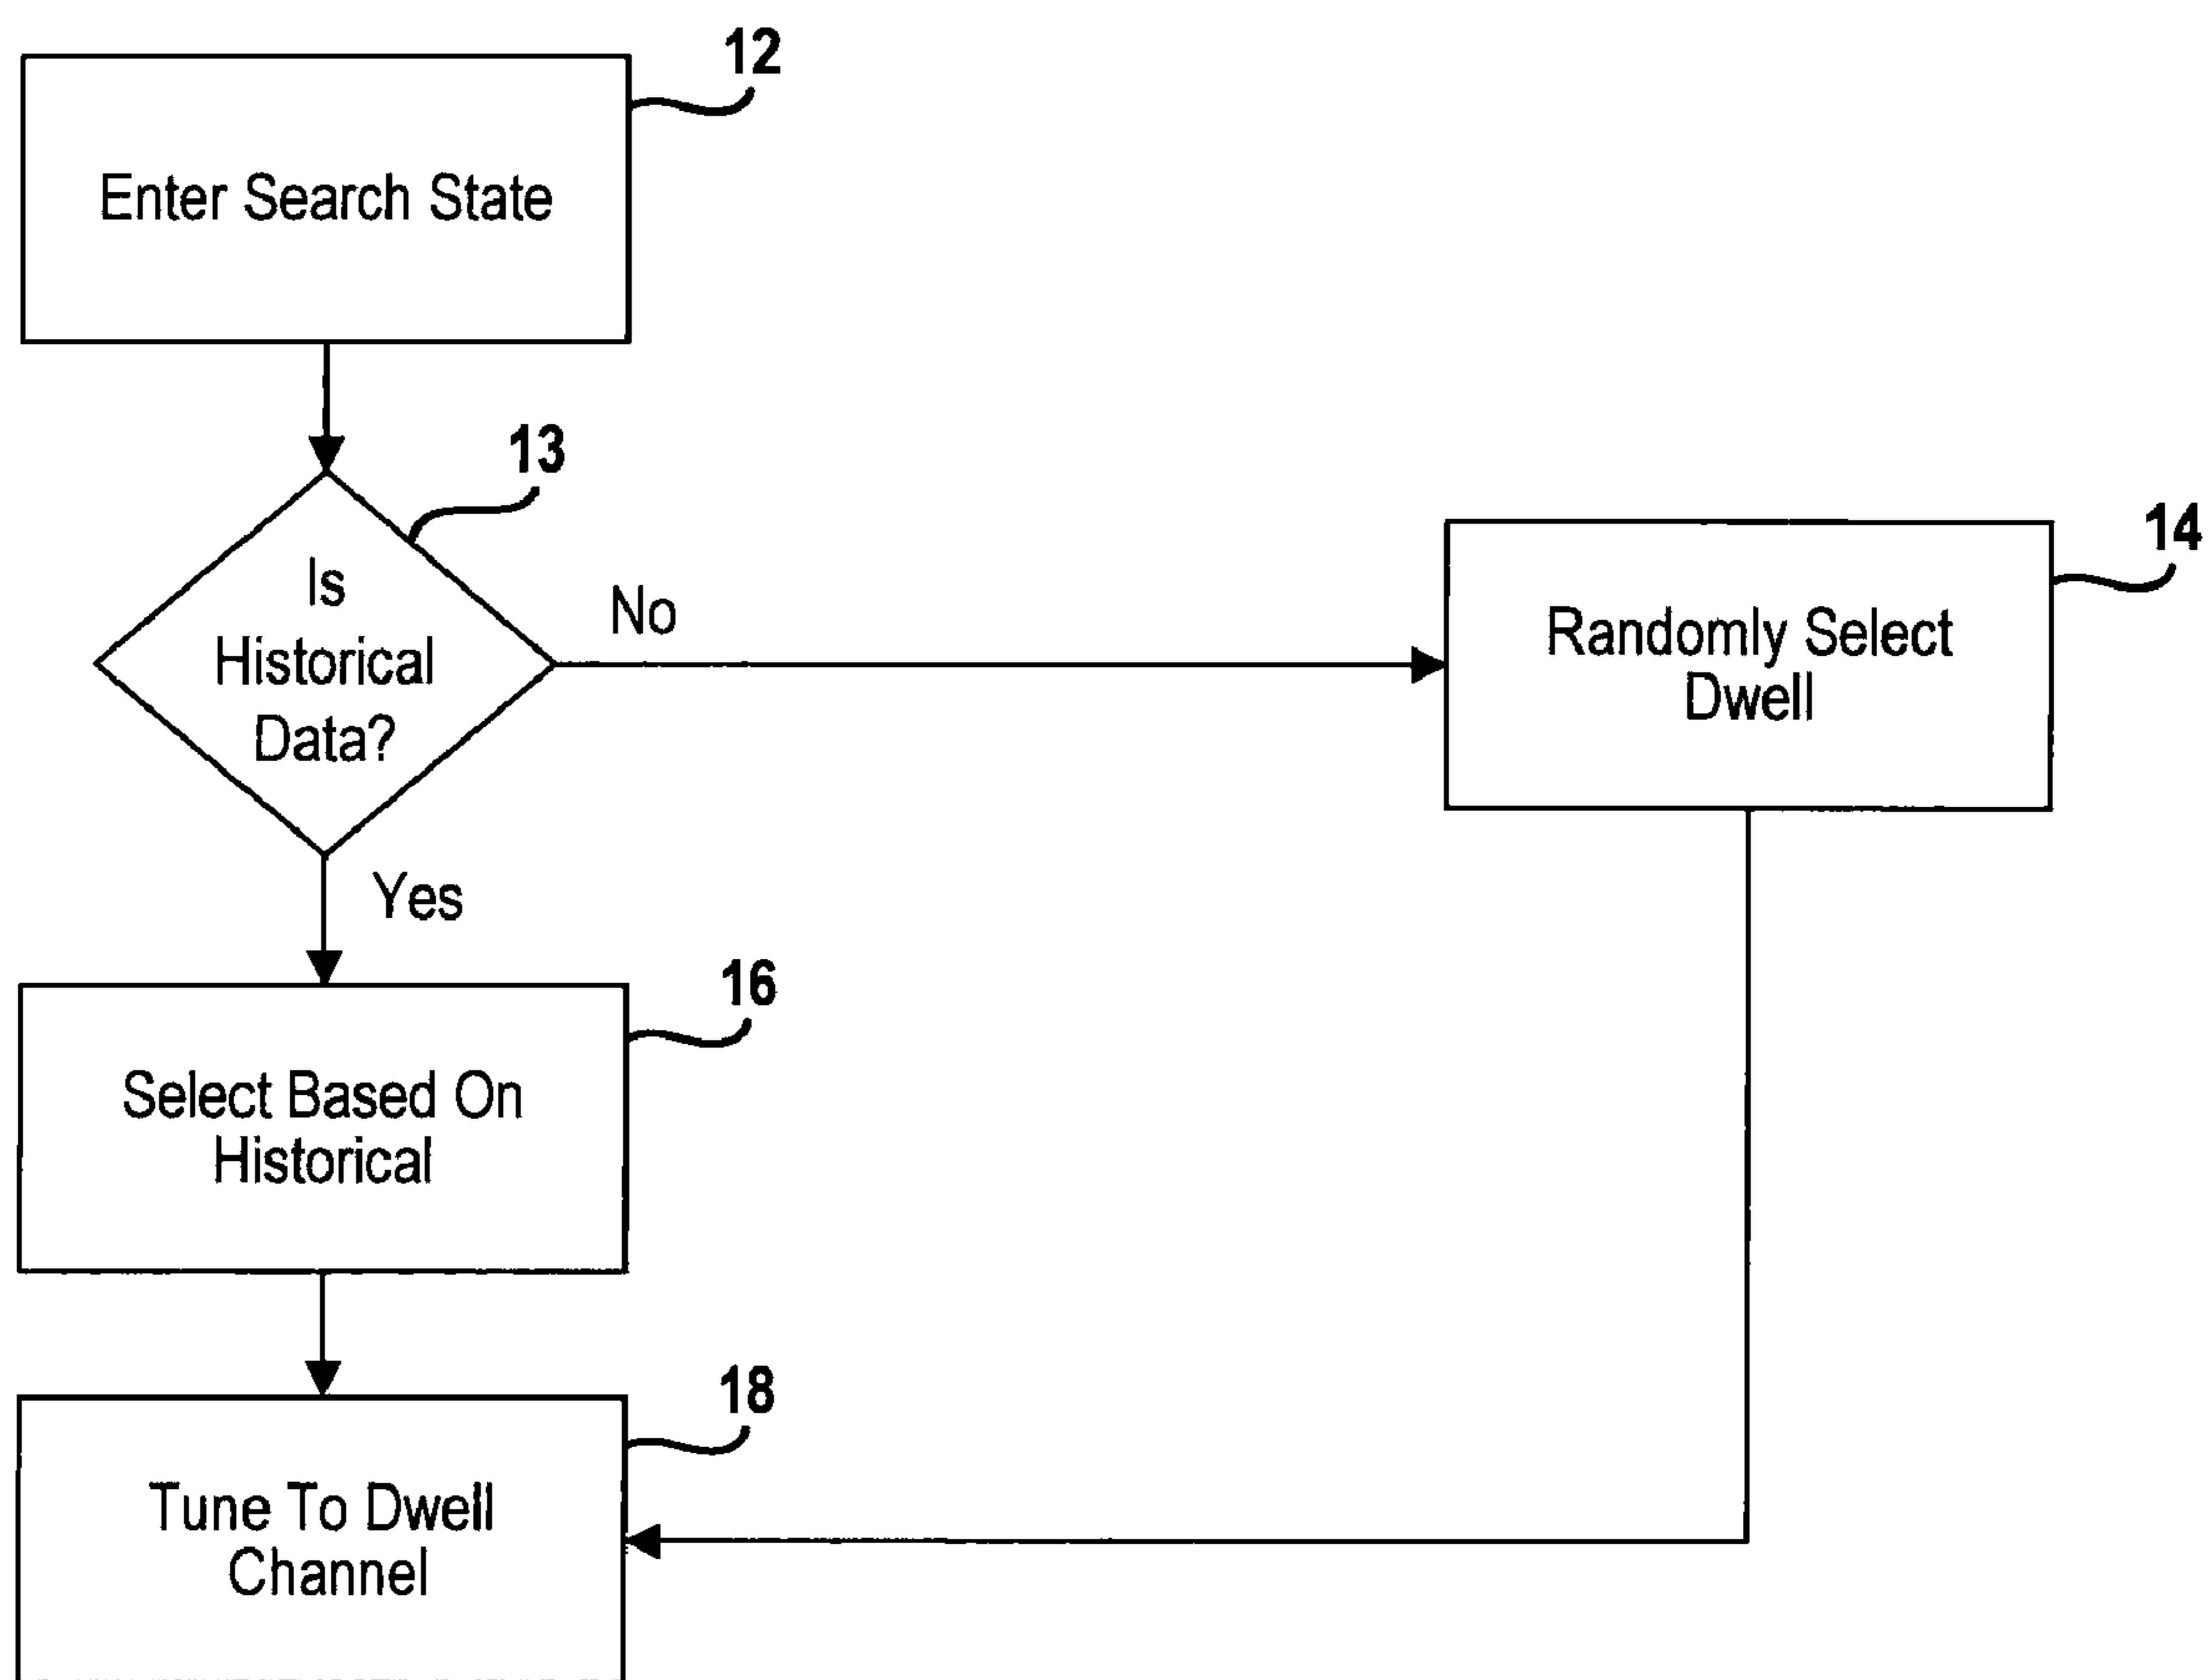 12
Enter Search State
13
Is
Historical
Data?
No
14
Randomly Select
Dwell
Yes
16
Select Based On
Historical
18
Tune To Dwell
Channel